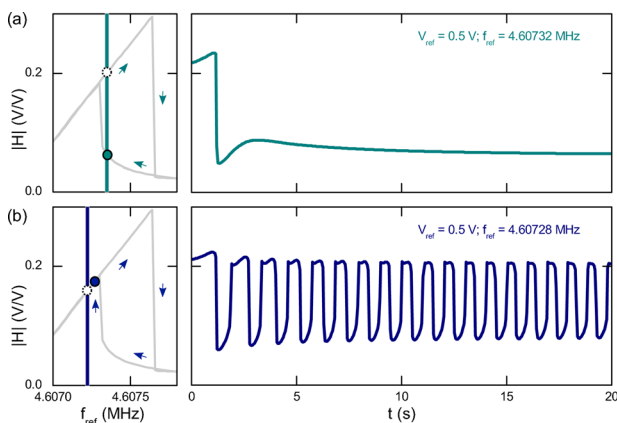 (a)
|H| (V/V)
0.2
0.0
V_ref = 0.5 V; f_ref = 4.60732 MHz
(b)
|H| (V/V)
0.2
0.0
4.6070
4.6075
f_ref (MHz)
V_ref = 0.5 V; f_ref = 4.60728 MHz
0
5
10
15
20
t (s)